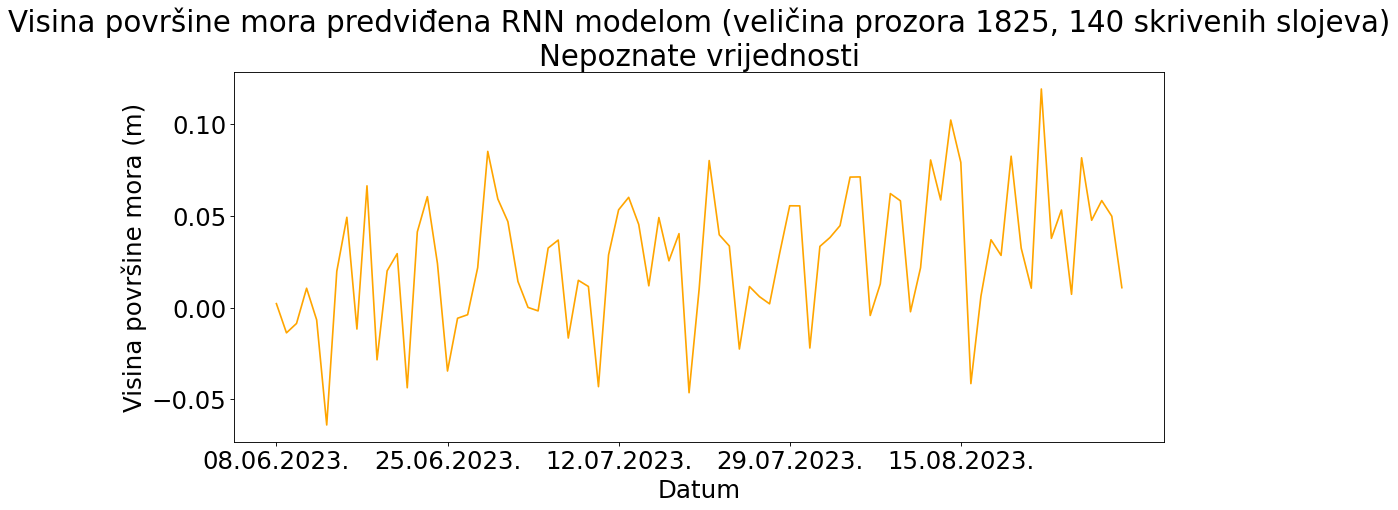 Visina površine mora predviđena RNN modelom (veličina prozora 1825, 140 skrivenih slojeva)
Nepoznate vrijednosti
Visina površine mora (m)
0.10
0.05
0.00
−0.05
08.06.2023. 25.06.2023. 12.07.2023. 29.07.2023. 15.08.2023.
Datum